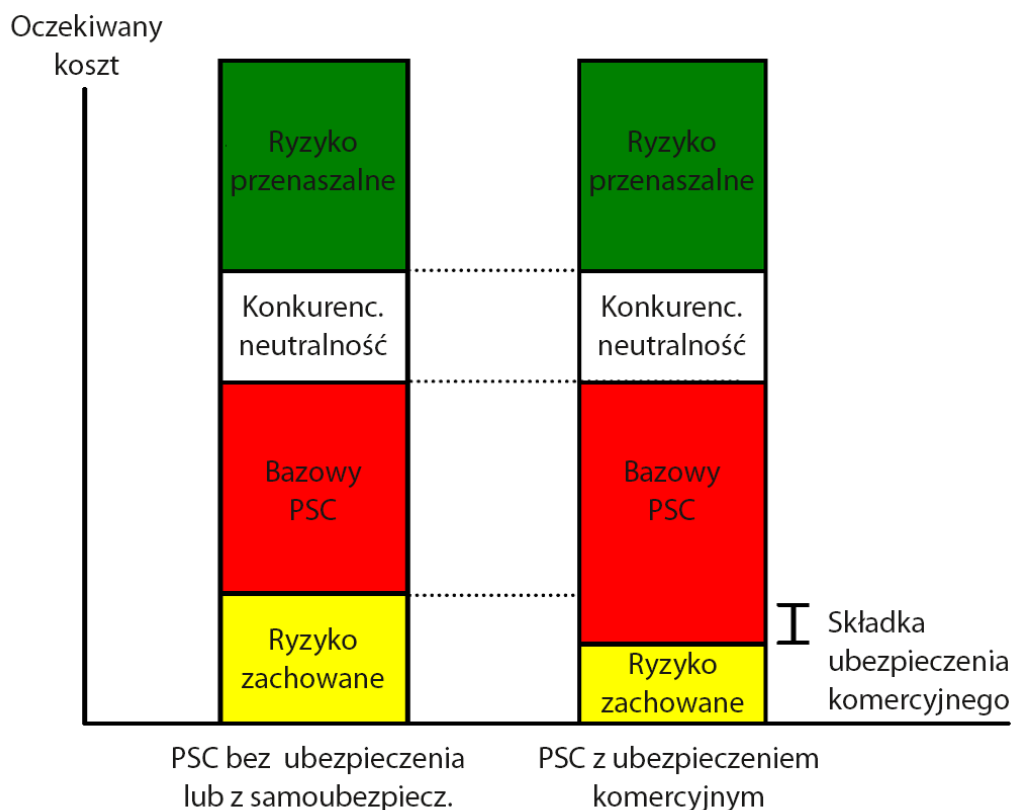 Oczekiwany
koszt
Ryzyko
przenaszalne
Konkurenc.
neutralność
Bazowy
PSC
Ryzyko
zachowane
Ryzyko
przenaszalne
Konkurenc.
neutralność
Bazowy
PSC
Ryzyko
zachowane
Składka
ubezpieczenia
komercyjnego
PSC bez ubezpieczenia
lub z samoubezpiecz.
PSC z ubezpieczeniem
komercyjnym